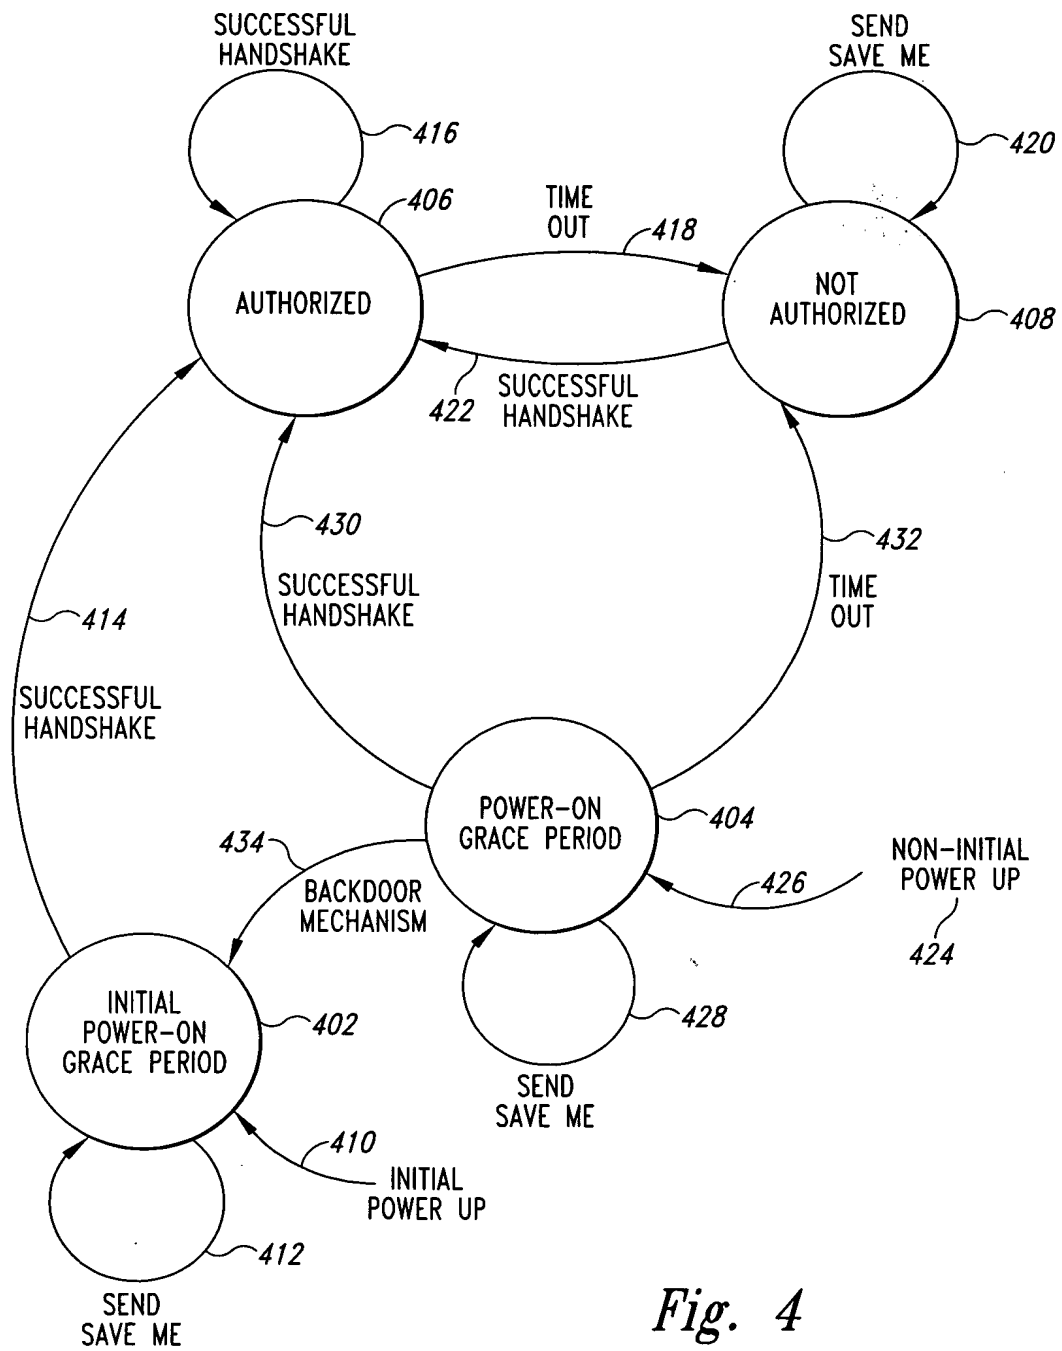 SUCCESSFUL
HANDSHAKE
SEND
SAVE ME
416
420
406
TIME
OUT
418
AUTHORIZED
NOT
AUTHORIZED
408
422
SUCCESSFUL
HANDSHAKE
430
432
SUCCESSFUL
HANDSHAKE
TIME
OUT
414
SUCCESSFUL
HANDSHAKE
POWER-ON
GRACE PERIOD
404
434
BACKDOOR
MECHANISM
426
NON-INITIAL
POWER UP
424
INITIAL
POWER-ON
GRACE PERIOD
402
428
SEND
SAVE ME
410
INITIAL
POWER UP
412
SEND
SAVE ME
Fig. 4